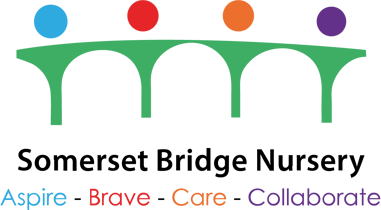 Somerset Bridge Nursery
Aspire - Brave - Care - Collaborate